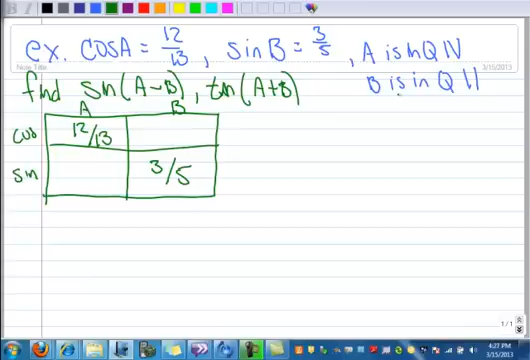 ex. cosA = 12/13 , sin B = 3/5 , A is in Q IV
Note Title
3/15/2013
B is in Q II
find sin(A-B), tan(A+B)
A B
cos 12/13
sin 3/5
1/1
4:27 PM
3/15/2013